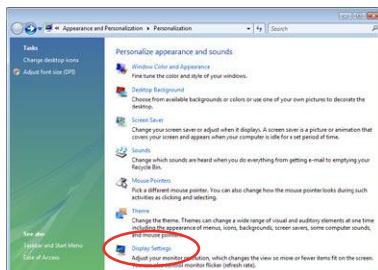 « Appearance and Personalization ▸ Personalization
Search
Tasks
Change desktop icons
Adjust font size (DPI)
Personalize appearance and sounds
Window Color and Appearance
Fine tune the color and style of your windows.
Desktop Background
Choose from available backgrounds or colors or use one of your own pictures to decorate the
desktop.
Screen Saver
Change your screen saver or adjust when it displays. A screen saver is a picture or animation that
covers your screen and appears when your computer is idle for a set period of time.
Sounds
Change which sounds are heard when you do everything from getting e-mail to emptying your
Recycle Bin.
Mouse Pointers
Pick a different mouse pointer. You can also change how the mouse pointer looks during such
activities as clicking and selecting.
Theme
Change the theme. Themes can change a wide range of visual and auditory elements at one time
including the appearance of menus, icons, backgrounds, screen savers, some computer sounds,
and mouse pointers.
See also
Taskbar and Start Menu
Ease of Access
Display Settings
Adjust your monitor resolution, which changes the view so more or fewer items fit on the screen.
You can also control monitor flicker (refresh rate).